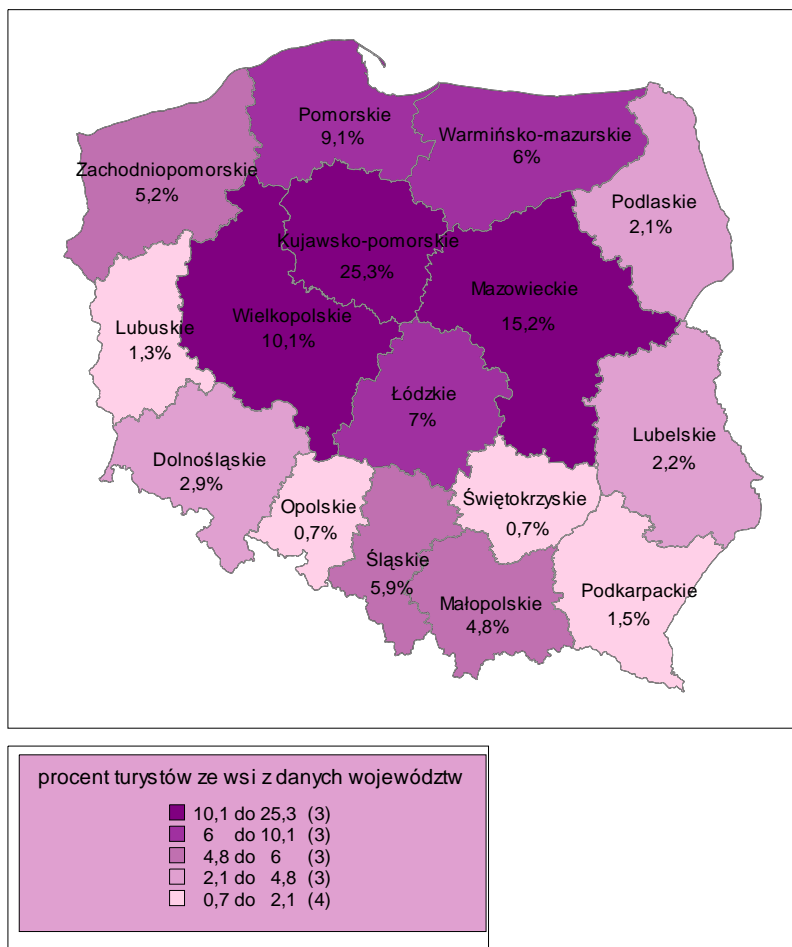 Pomorskie
9,1%
Warmińsko-mazurskie
6%
Zachodniopomorskie
5,2%
Podlaskie
2,1%
Kujawsko-pomorskie
25,3%
Mazowieckie
15,2%
Wielkopolskie
10,1%
Lubuskie
1,3%
Łódzkie
7%
Lubelskie
2,2%
Dolnośląskie
2,9%
Opolskie
0,7%
Świętokrzyskie
0,7%
Śląskie
5,9%
Małopolskie
4,8%
Podkarpackie
1,5%
procent turystów ze wsi z danych województw
10,1 do 25,3 (3)
6 do 10,1 (3)
4,8 do 6 (3)
2,1 do 4,8 (3)
0,7 do 2,1 (4)